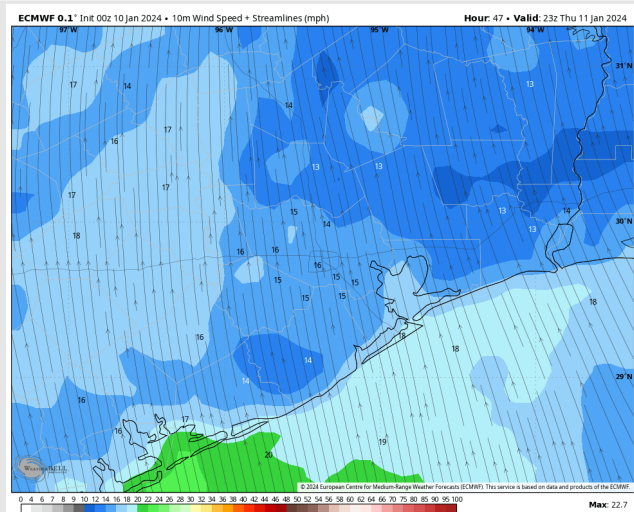 ECMWF 0.1° Init 00z 10 Jan 2024 • 10m Wind Speed + Streamlines (mph) Hour: 47 • Valid: 23z Thu 11 Jan 2024
97°W 96°W 95°W 94°W
31°N
17 14 13
14
17
16
13 13
17 17
15 13 14
14 30°N
18 13
16 16
16
15 15 15
15 15
18
16 18
18
14
29°N
14
16
17
16
19
20
WeatherBELL
© 2024 European Centre for Medium-Range Weather Forecasts (ECMWF). This service is based on data and products of the ECMWF.
0 4 6 7 8 9 10 12 14 16 18 20 22 24 26 28 30 32 34 36 38 40 42 44 46 48 50 52 54 56 58 60 62 64 66 70 75 80 85 90 95 100
Max: 22.7